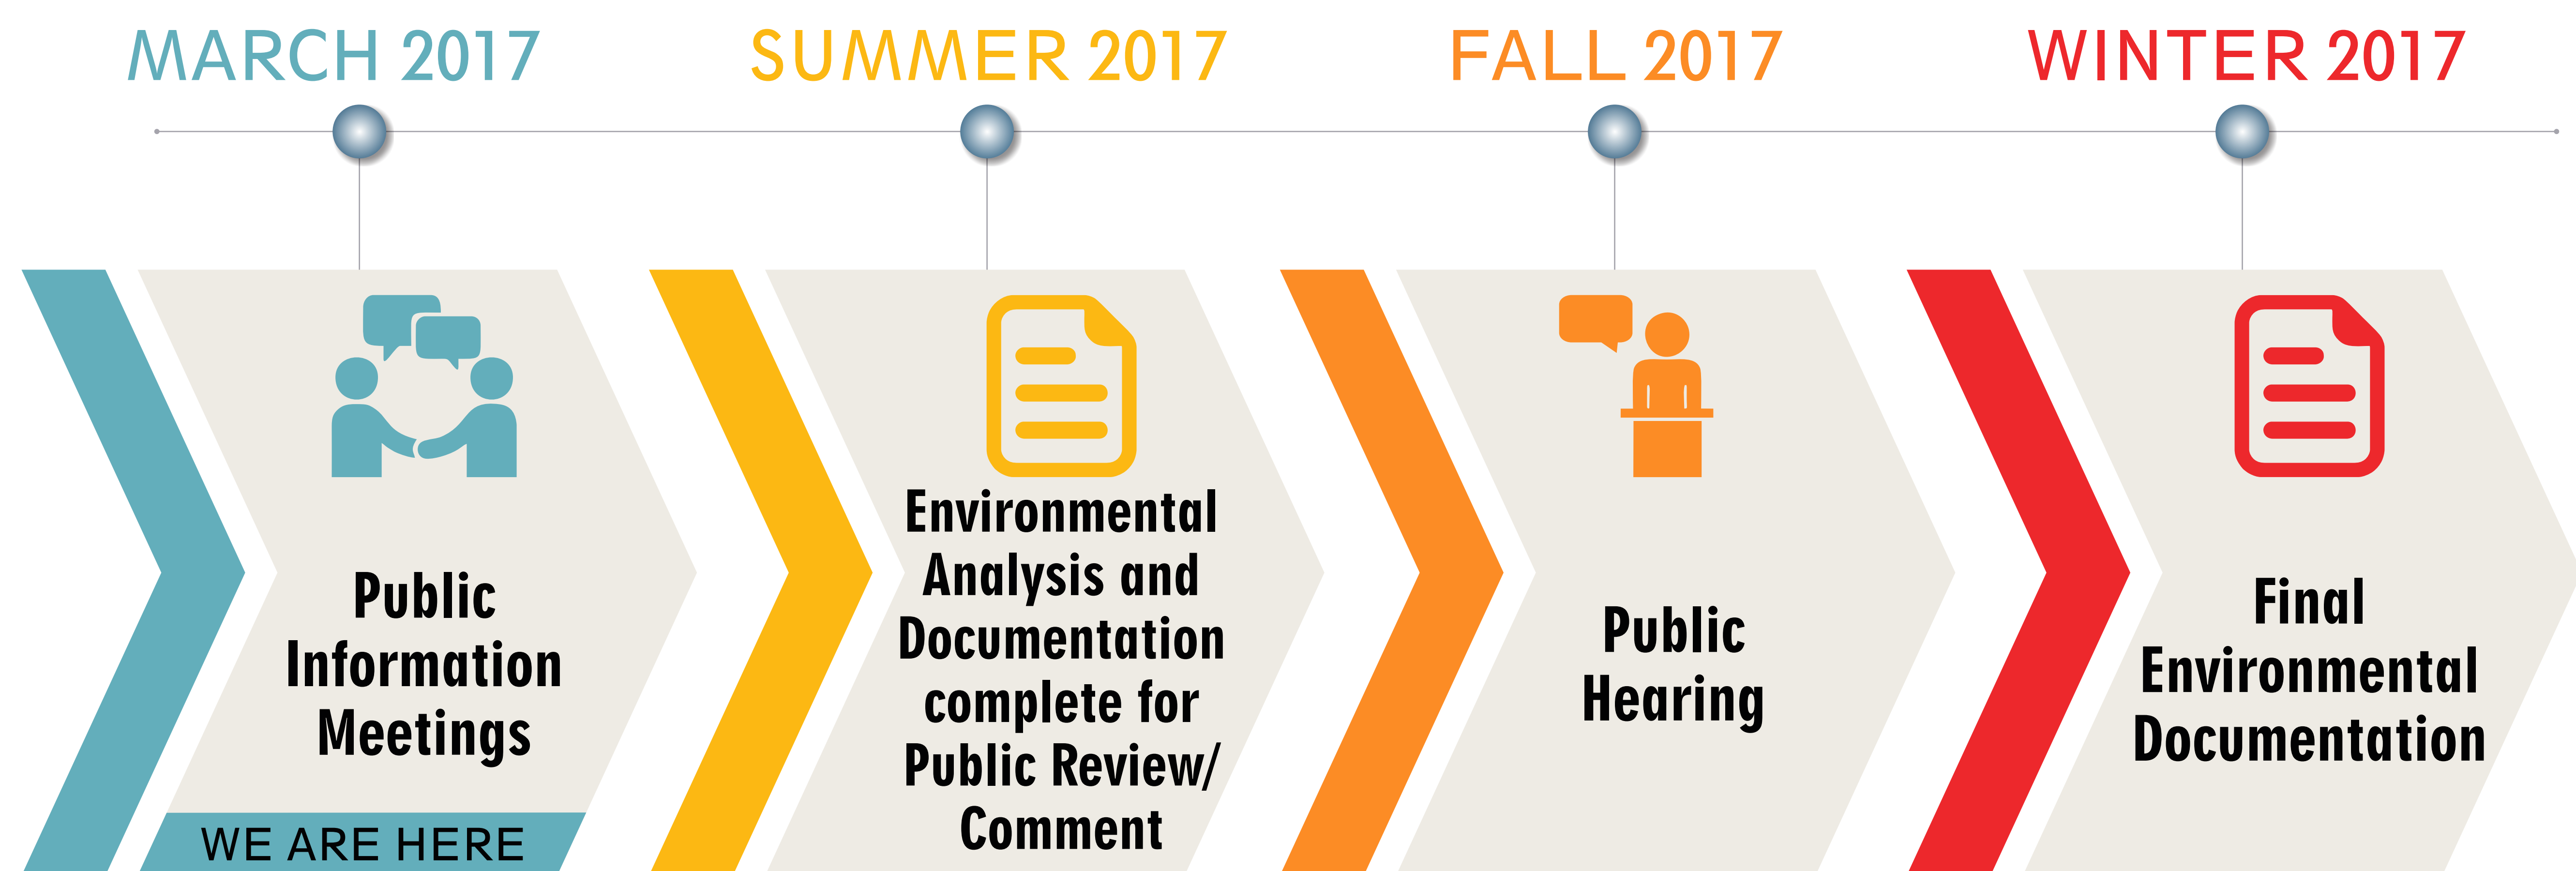 MARCH 2017
SUMMER 2017
FALL 2017
WINTER 2017
Public
Information
Meetings
WE ARE HERE
Environmental
Analysis and
Documentation
complete for
Public Review/
Comment
Public
Hearing
Final
Environmental
Documentation